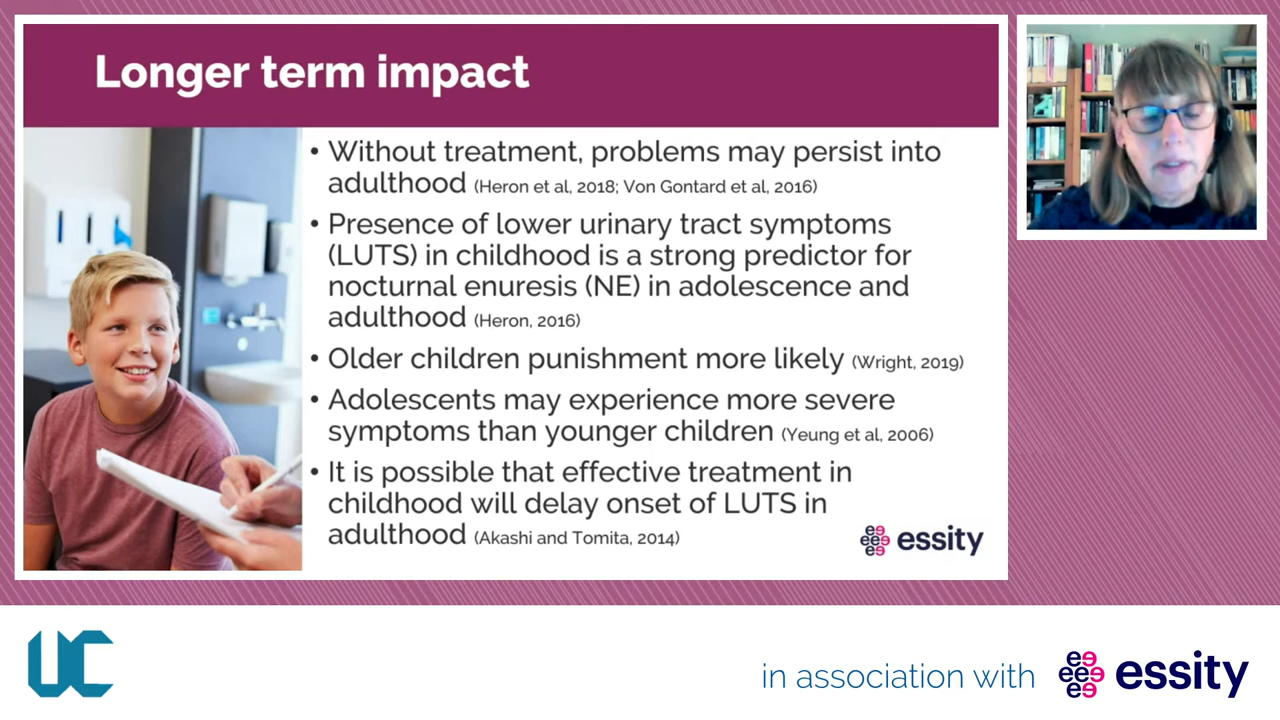 Longer term impact
• Without treatment, problems may persist into
adulthood (Heron et al, 2018; Von Gontard et al, 2016)
• Presence of lower urinary tract symptoms
(LUTS) in childhood is a strong predictor for
nocturnal enuresis (NE) in adolescence and
adulthood (Heron, 2016)
• Older children punishment more likely (Wright, 2019)
• Adolescents may experience more severe
symptoms than younger children (Yeung et al, 2006)
• It is possible that effective treatment in
childhood will delay onset of LUTS in
adulthood (Akashi and Tomita, 2014)
essity
UC
in association with essity